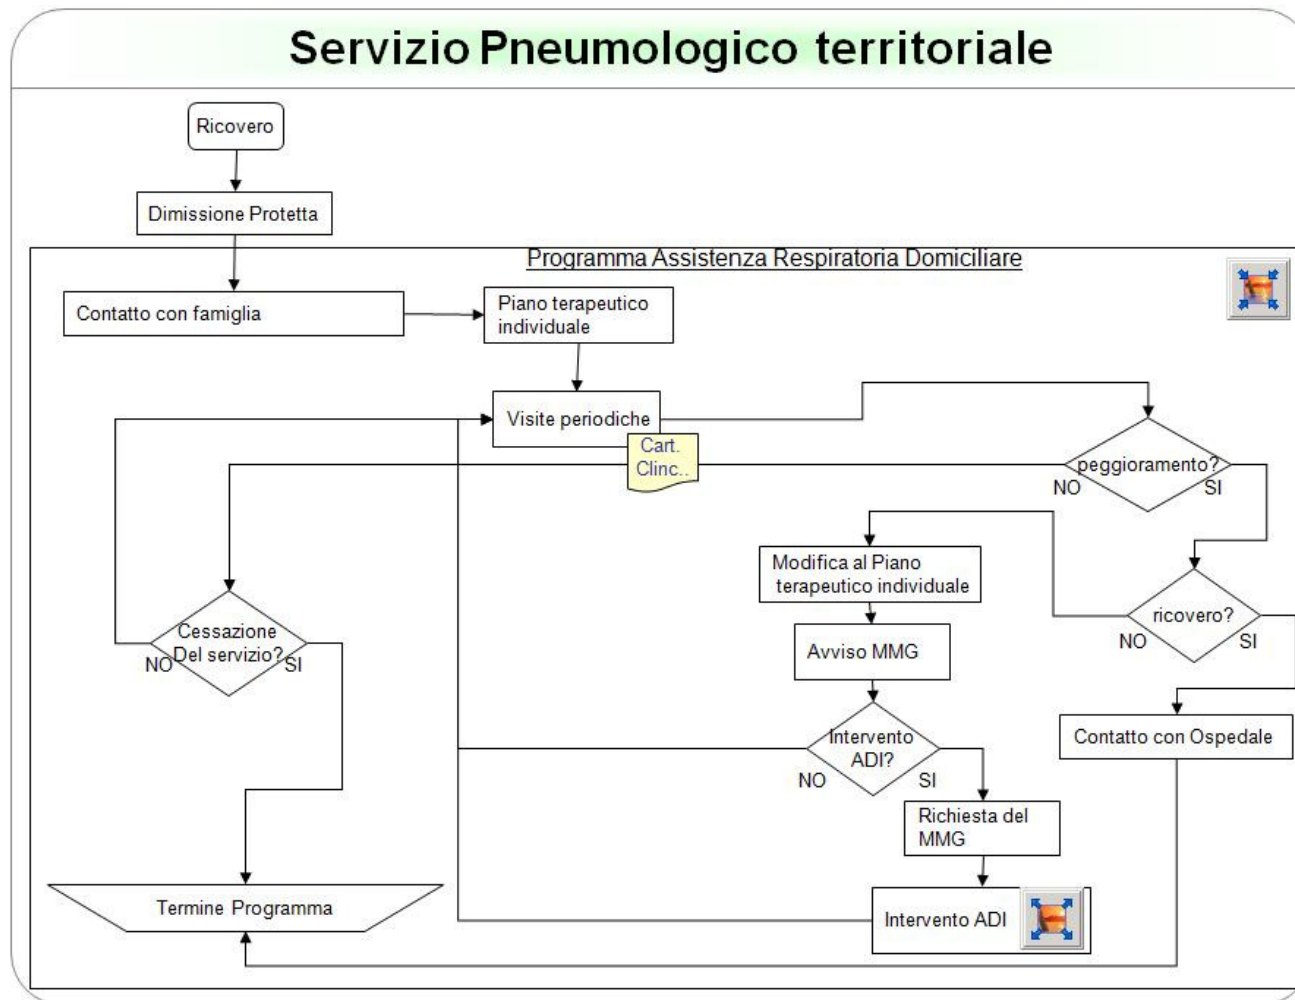 Servizio Pneumologico territoriale
Ricovero
Dimissione Protetta
Programma Assistenza Respiratoria Domiciliare
Contatto con famiglia
Piano terapeutico
individuale
Visite periodiche
Cart.
Clinc..
peggioramento?
NO
SI
Modifica al Piano
terapeutico individuale
ricovero?
NO
SI
Cessazione
Del servizio?
NO
SI
Avviso MMG
Contatto con Ospedale
Intervento
ADI?
NO
SI
Richiesta del
MMG
Termine Programma
Intervento ADI